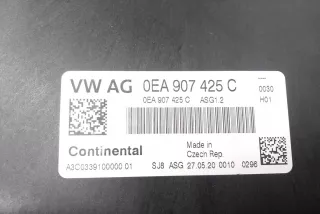 VW AG 0EA 907 425 C
0EA 907 425 C ASG1.2
0030
H01
Continental
Made in
Czech Rep.
A3C0339100000 01
SJ8 ASG 27.05.20 0010 0296